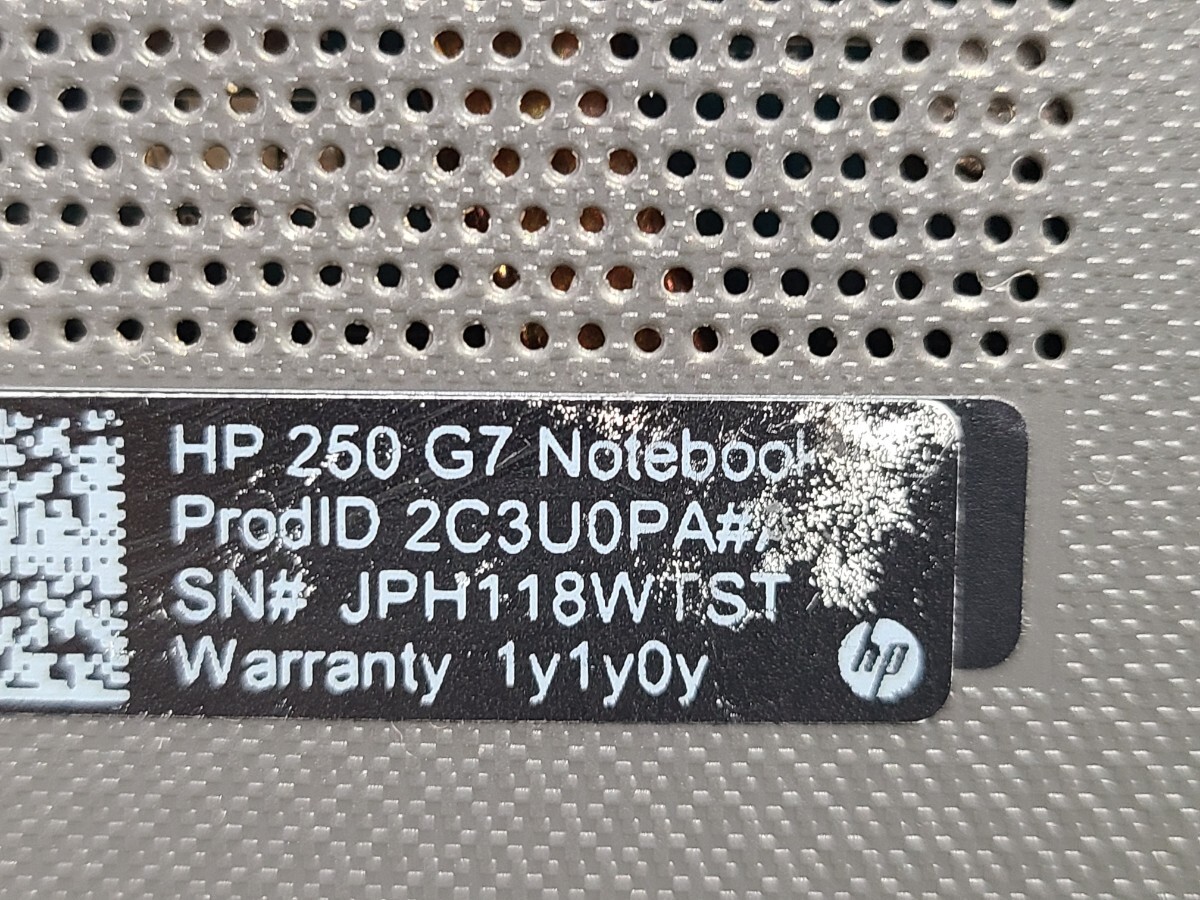 HP 250 G7 Notebook
ProdID 2C3U0PA#A
SN# JPH118WTST
Warranty 1y1y0y
hp